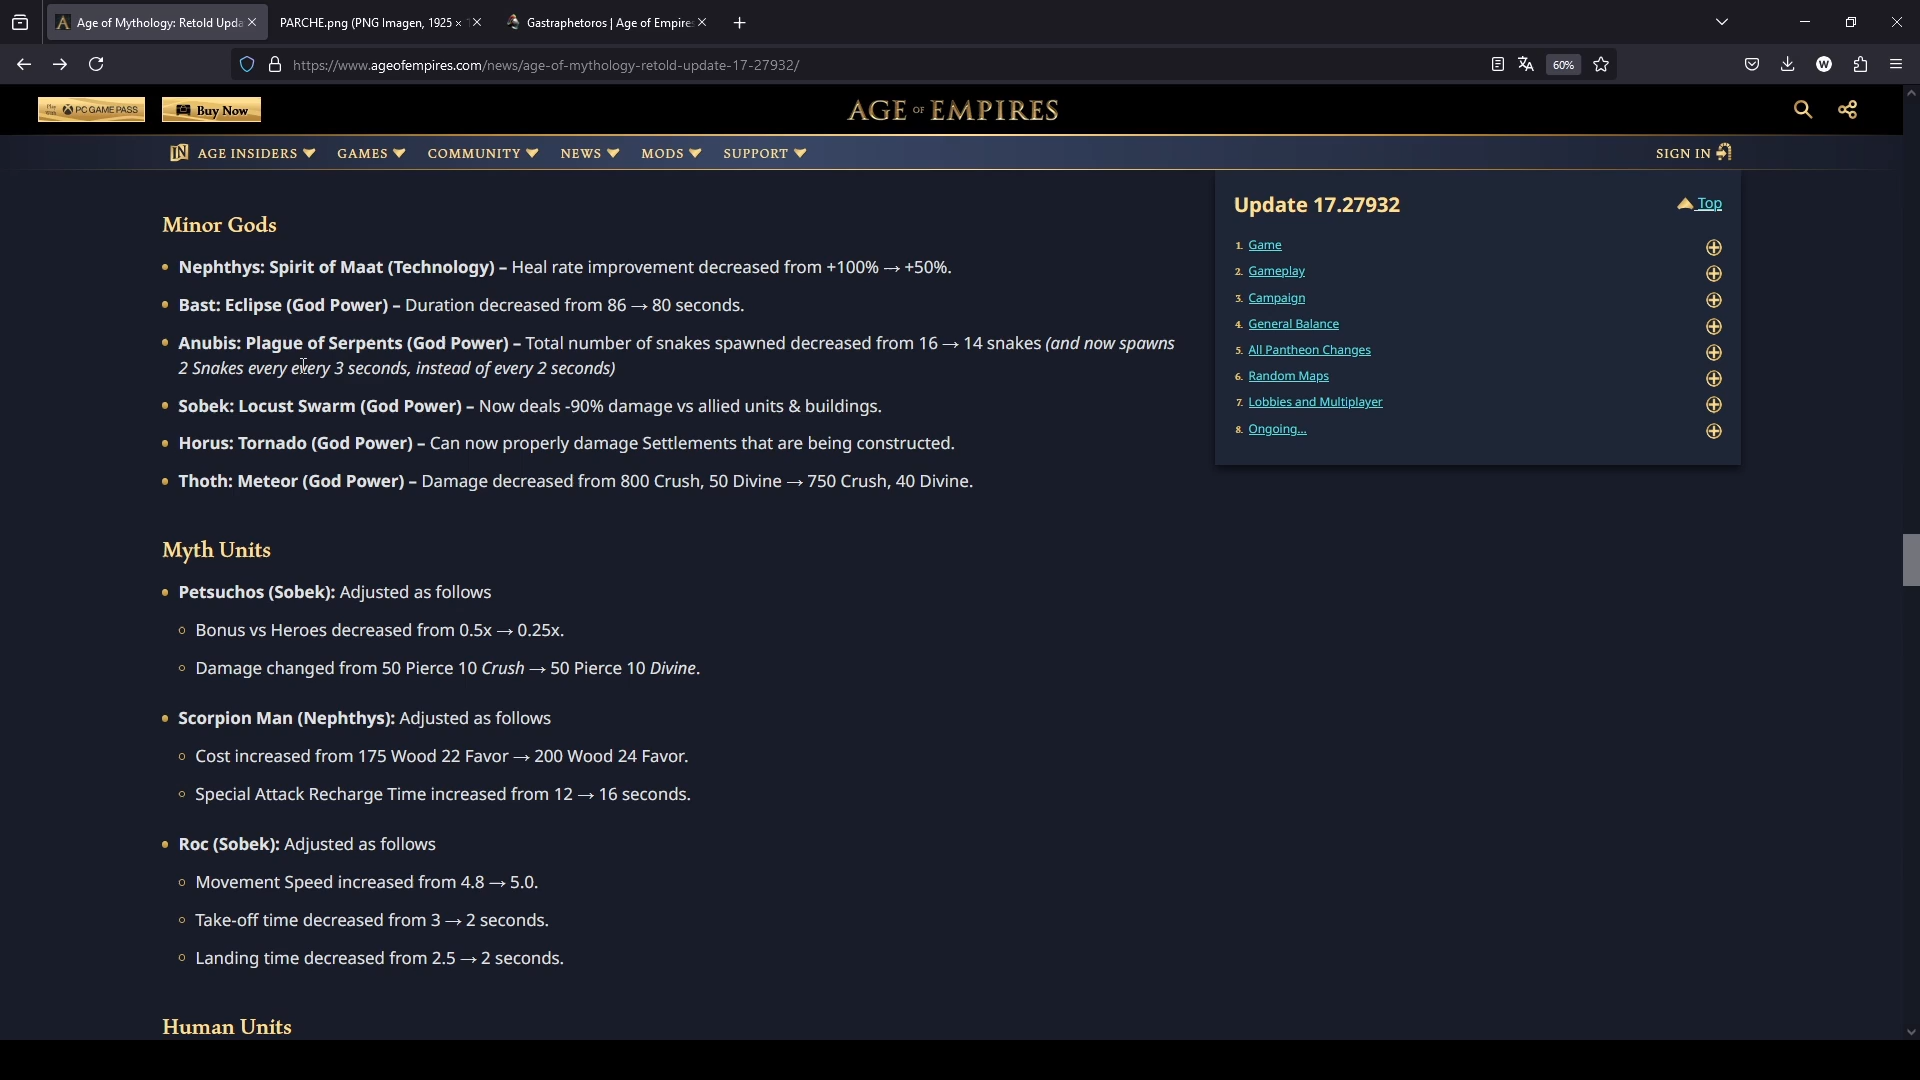 Age of Mythology: Retold Upda
PARCHE.png (PNG Imagen, 1925 ×
Gastraphetoros | Age of Empire
https://www.ageofempires.com/news/age-of-mythology-retold-update-17-27932/
60%
W
PC GAME PASS
Buy Now
AGE OF EMPIRES
AGE INSIDERS
GAMES
COMMUNITY
NEWS
MODS
SUPPORT
SIGN IN
Minor Gods
Nephthys: Spirit of Maat (Technology) – Heal rate improvement decreased from +100% → +50%.
Bast: Eclipse (God Power) – Duration decreased from 86 → 80 seconds.
Anubis: Plague of Serpents (God Power) – Total number of snakes spawned decreased from 16 → 14 snakes (and now spawns
2 Snakes every every 3 seconds, instead of every 2 seconds)
Sobek: Locust Swarm (God Power) – Now deals -90% damage vs allied units & buildings.
Horus: Tornado (God Power) – Can now properly damage Settlements that are being constructed.
Thoth: Meteor (God Power) – Damage decreased from 800 Crush, 50 Divine → 750 Crush, 40 Divine.
Myth Units
Petsuchos (Sobek): Adjusted as follows
Bonus vs Heroes decreased from 0.5x → 0.25x.
Damage changed from 50 Pierce 10 Crush → 50 Pierce 10 Divine.
Scorpion Man (Nephthys): Adjusted as follows
Cost increased from 175 Wood 22 Favor → 200 Wood 24 Favor.
Special Attack Recharge Time increased from 12 → 16 seconds.
Roc (Sobek): Adjusted as follows
Movement Speed increased from 4.8 → 5.0.
Take-off time decreased from 3 → 2 seconds.
Landing time decreased from 2.5 → 2 seconds.
Human Units
Update 17.27932
Top
1. Game
2. Gameplay
3. Campaign
4. General Balance
5. All Pantheon Changes
6. Random Maps
7. Lobbies and Multiplayer
8. Ongoing...